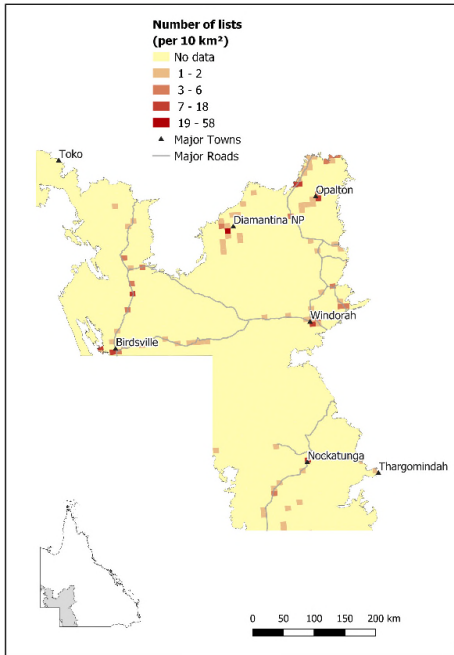 Number of lists
(per 10 km²)
No data
1 - 2
3 - 6
7 - 18
19 - 58
Major Towns
Major Roads
Toko
Opalton
Diamantina NP
Windorah
Birdsville
Nockatunga
Thargomindah
0 50 100 150 200 km